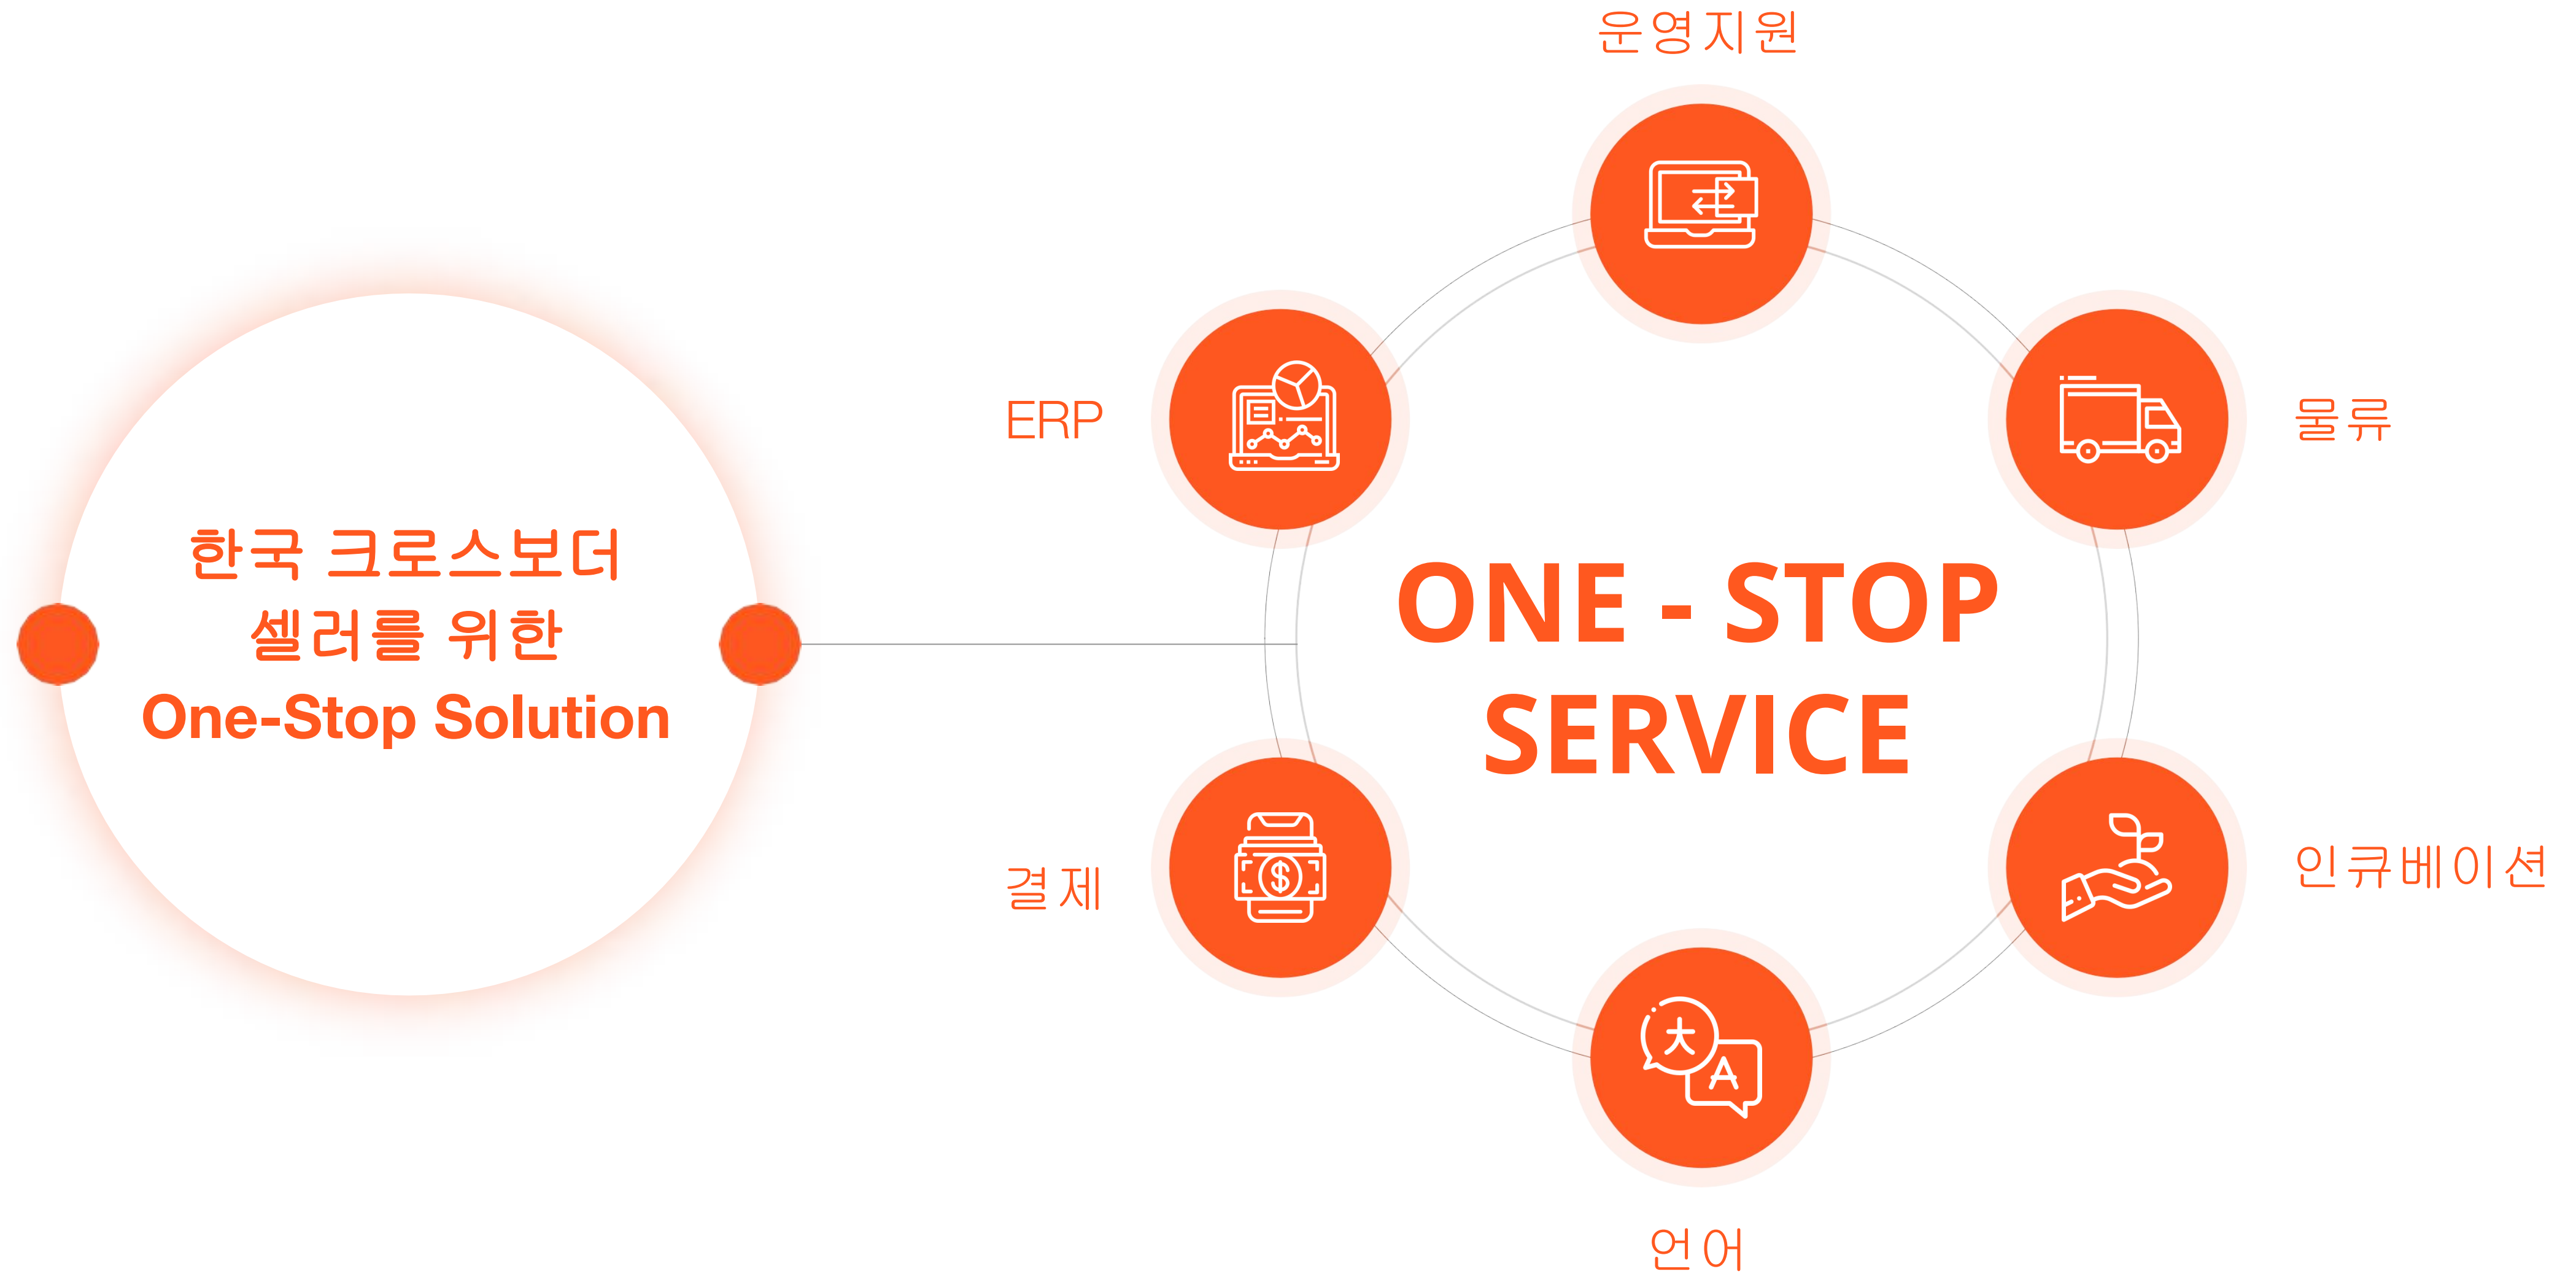 한국 크로스보더
셀러를 위한
One-Stop Solution
ONE - STOP
SERVICE
운영지원
물류
인큐베이션
언어
결제
ERP
大
A
$